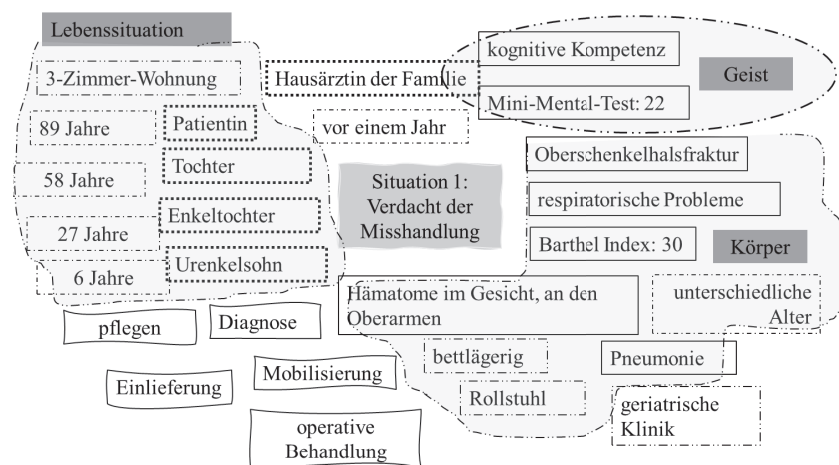 Lebenssituation
3-Zimmer-Wohnung
89 Jahre
Patientin
58 Jahre
Tochter
27 Jahre
Enkeltochter
6 Jahre
Urenkelsohn
Hausärztin der Familie
vor einem Jahr
kognitive Kompetenz
Mini-Mental-Test: 22
Geist
Situation 1:
Verdacht der
Misshandlung
Oberschenkelhalsfraktur
respiratorische Probleme
Barthel Index: 30
Körper
Hämatome im Gesicht, an den
Oberarmen
unterschiedliche
Alter
bettlägerig
Pneumonie
Rollstuhl
geriatrische
Klinik
pflegen
Diagnose
Einlieferung
Mobilisierung
operative
Behandlung